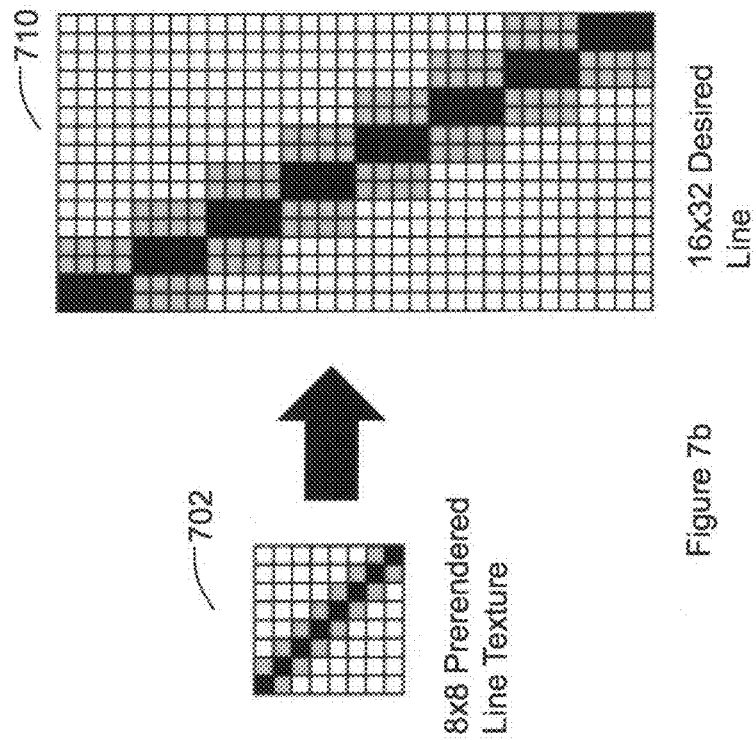 702
710
8x8 Prerendered
Line Texture
16x32 Desired
Line
Figure 7b